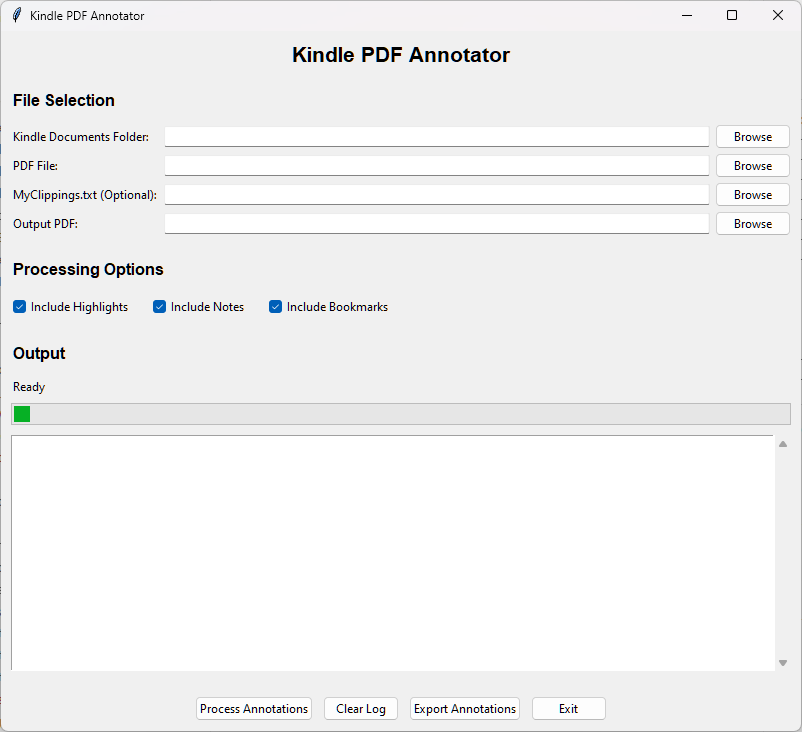 Kindle PDF Annotator
Kindle PDF Annotator
File Selection
Kindle Documents Folder: Browse
PDF File: Browse
MyClippings.txt (Optional): Browse
Output PDF: Browse
Processing Options
Include Highlights Include Notes Include Bookmarks
Output
Ready
Process Annotations Clear Log Export Annotations Exit